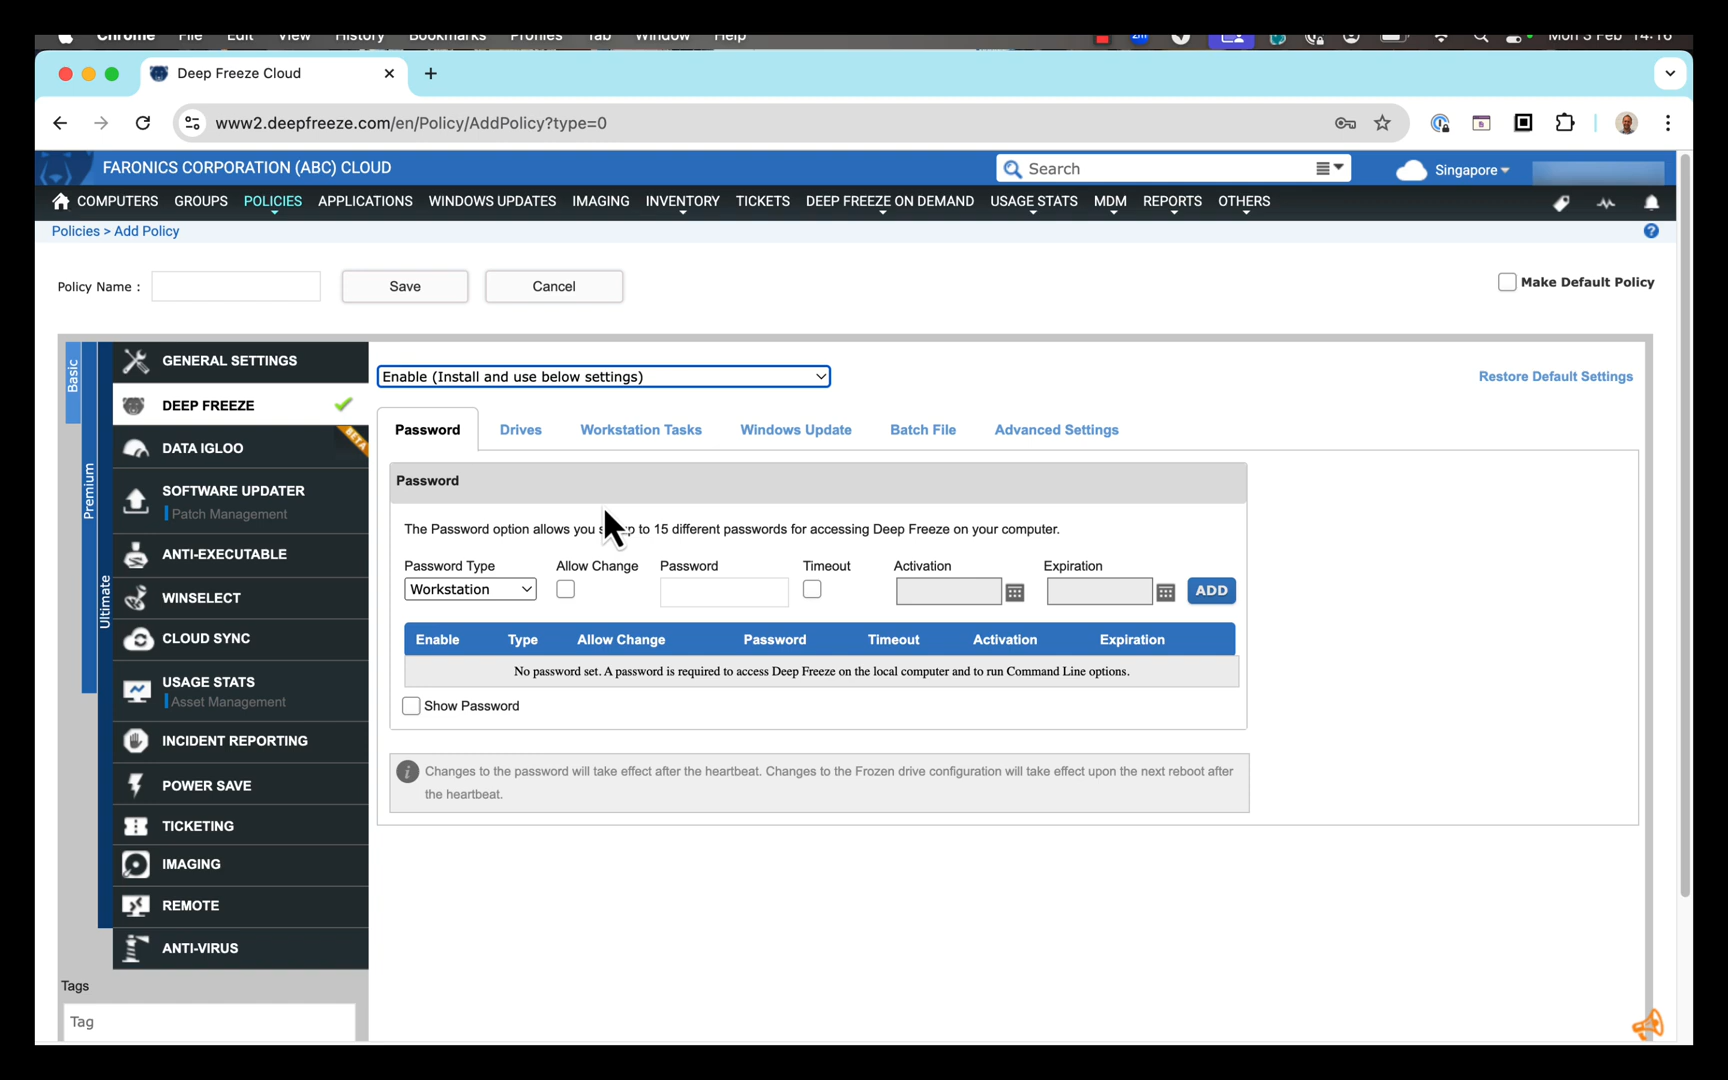 Chrome File Edit View History Bookmarks Profiles Tab Window Help Mon 3 Feb 14:16
Deep Freeze Cloud
www2.deepfreeze.com/en/Policy/AddPolicy?type=0
FARONICS CORPORATION (ABC) CLOUD
Search
Singapore
COMPUTERS GROUPS POLICIES APPLICATIONS WINDOWS UPDATES IMAGING INVENTORY TICKETS DEEP FREEZE ON DEMAND USAGE STATS MDM REPORTS OTHERS
Policies > Add Policy
Policy Name :
Save
Cancel
Make Default Policy
Basic
Premium
Ultimate
GENERAL SETTINGS
DEEP FREEZE
DATA IGLOO
BETA
SOFTWARE UPDATER
Patch Management
ANTI-EXECUTABLE
WINSELECT
CLOUD SYNC
USAGE STATS
Asset Management
INCIDENT REPORTING
POWER SAVE
TICKETING
IMAGING
REMOTE
ANTI-VIRUS
Tags
Tag
Enable (Install and use below settings)
Restore Default Settings
Password Drives Workstation Tasks Windows Update Batch File Advanced Settings
Password
The Password option allows you to 15 different passwords for accessing Deep Freeze on your computer.
Password Type Allow Change Password Timeout Activation Expiration
Workstation
ADD
Enable Type Allow Change Password Timeout Activation Expiration
No password set. A password is required to access Deep Freeze on the local computer and to run Command Line options.
Show Password
Changes to the password will take effect after the heartbeat. Changes to the Frozen drive configuration will take effect upon the next reboot after
the heartbeat.